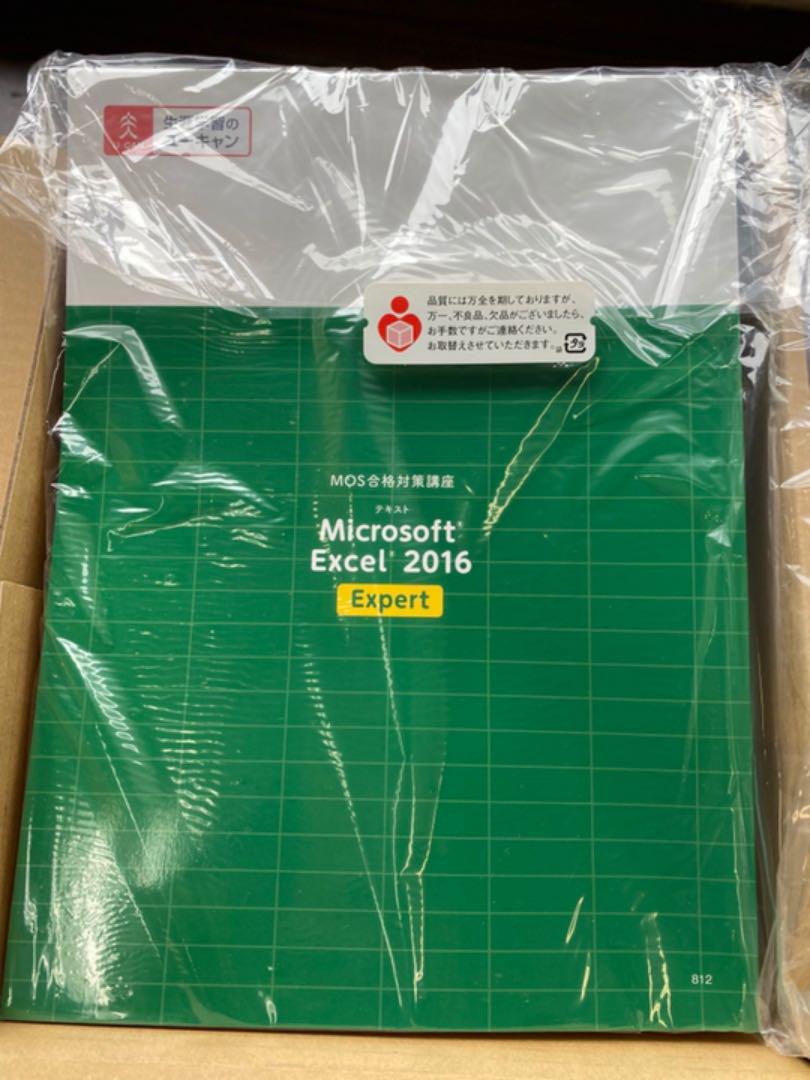 生涯学習の
ユーキャン
U-CAN
品質には万全を期しておりますが、
万一、不良品、欠品がございましたら、
お手数ですがご連絡ください。
お取替えさせていただきます。
MOS合格対策講座
テキスト
Microsoft®
Excel® 2016
Expert
812